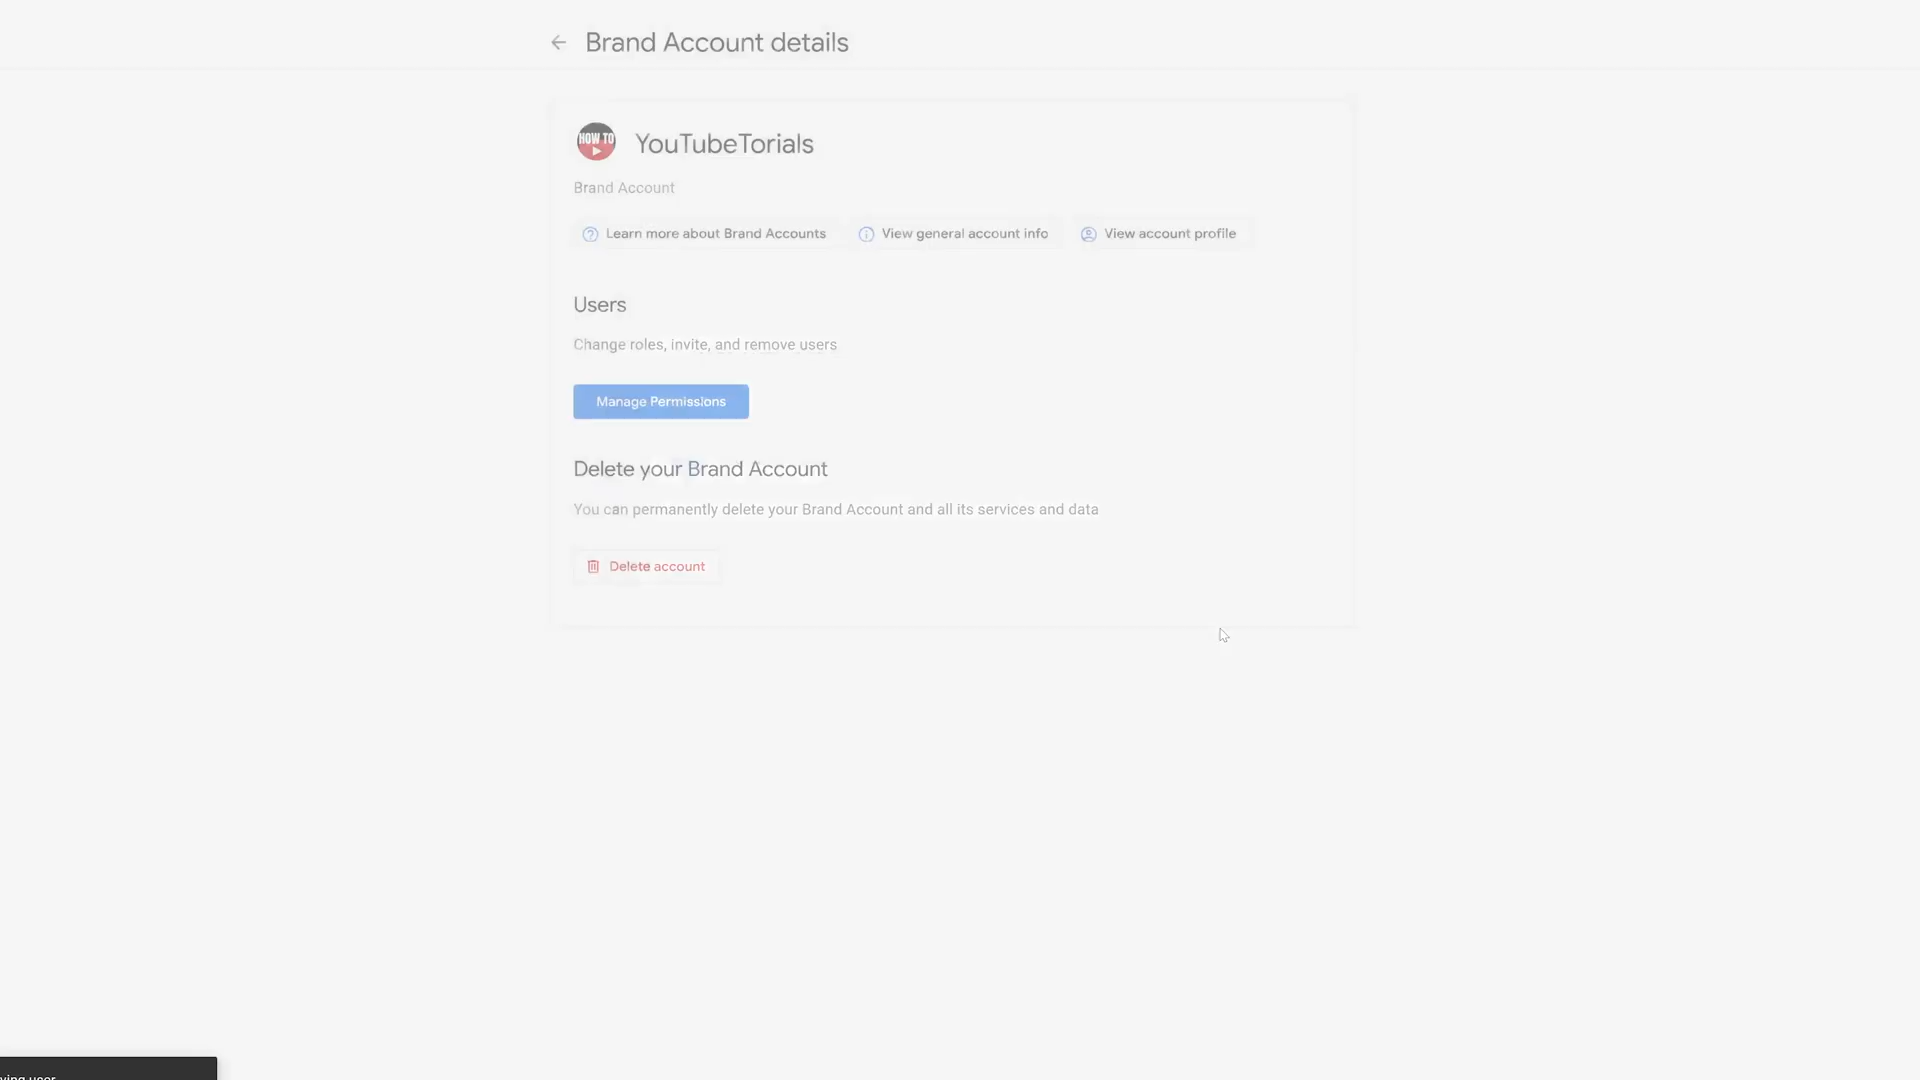 Brand Account details
HOW TO
YouTubeTorials
Brand Account
Learn more about Brand Accounts
View general account info
View account profile
Users
Change roles, invite, and remove users
Manage Permissions
Delete your Brand Account
You can permanently delete your Brand Account and all its services and data
Delete account
user